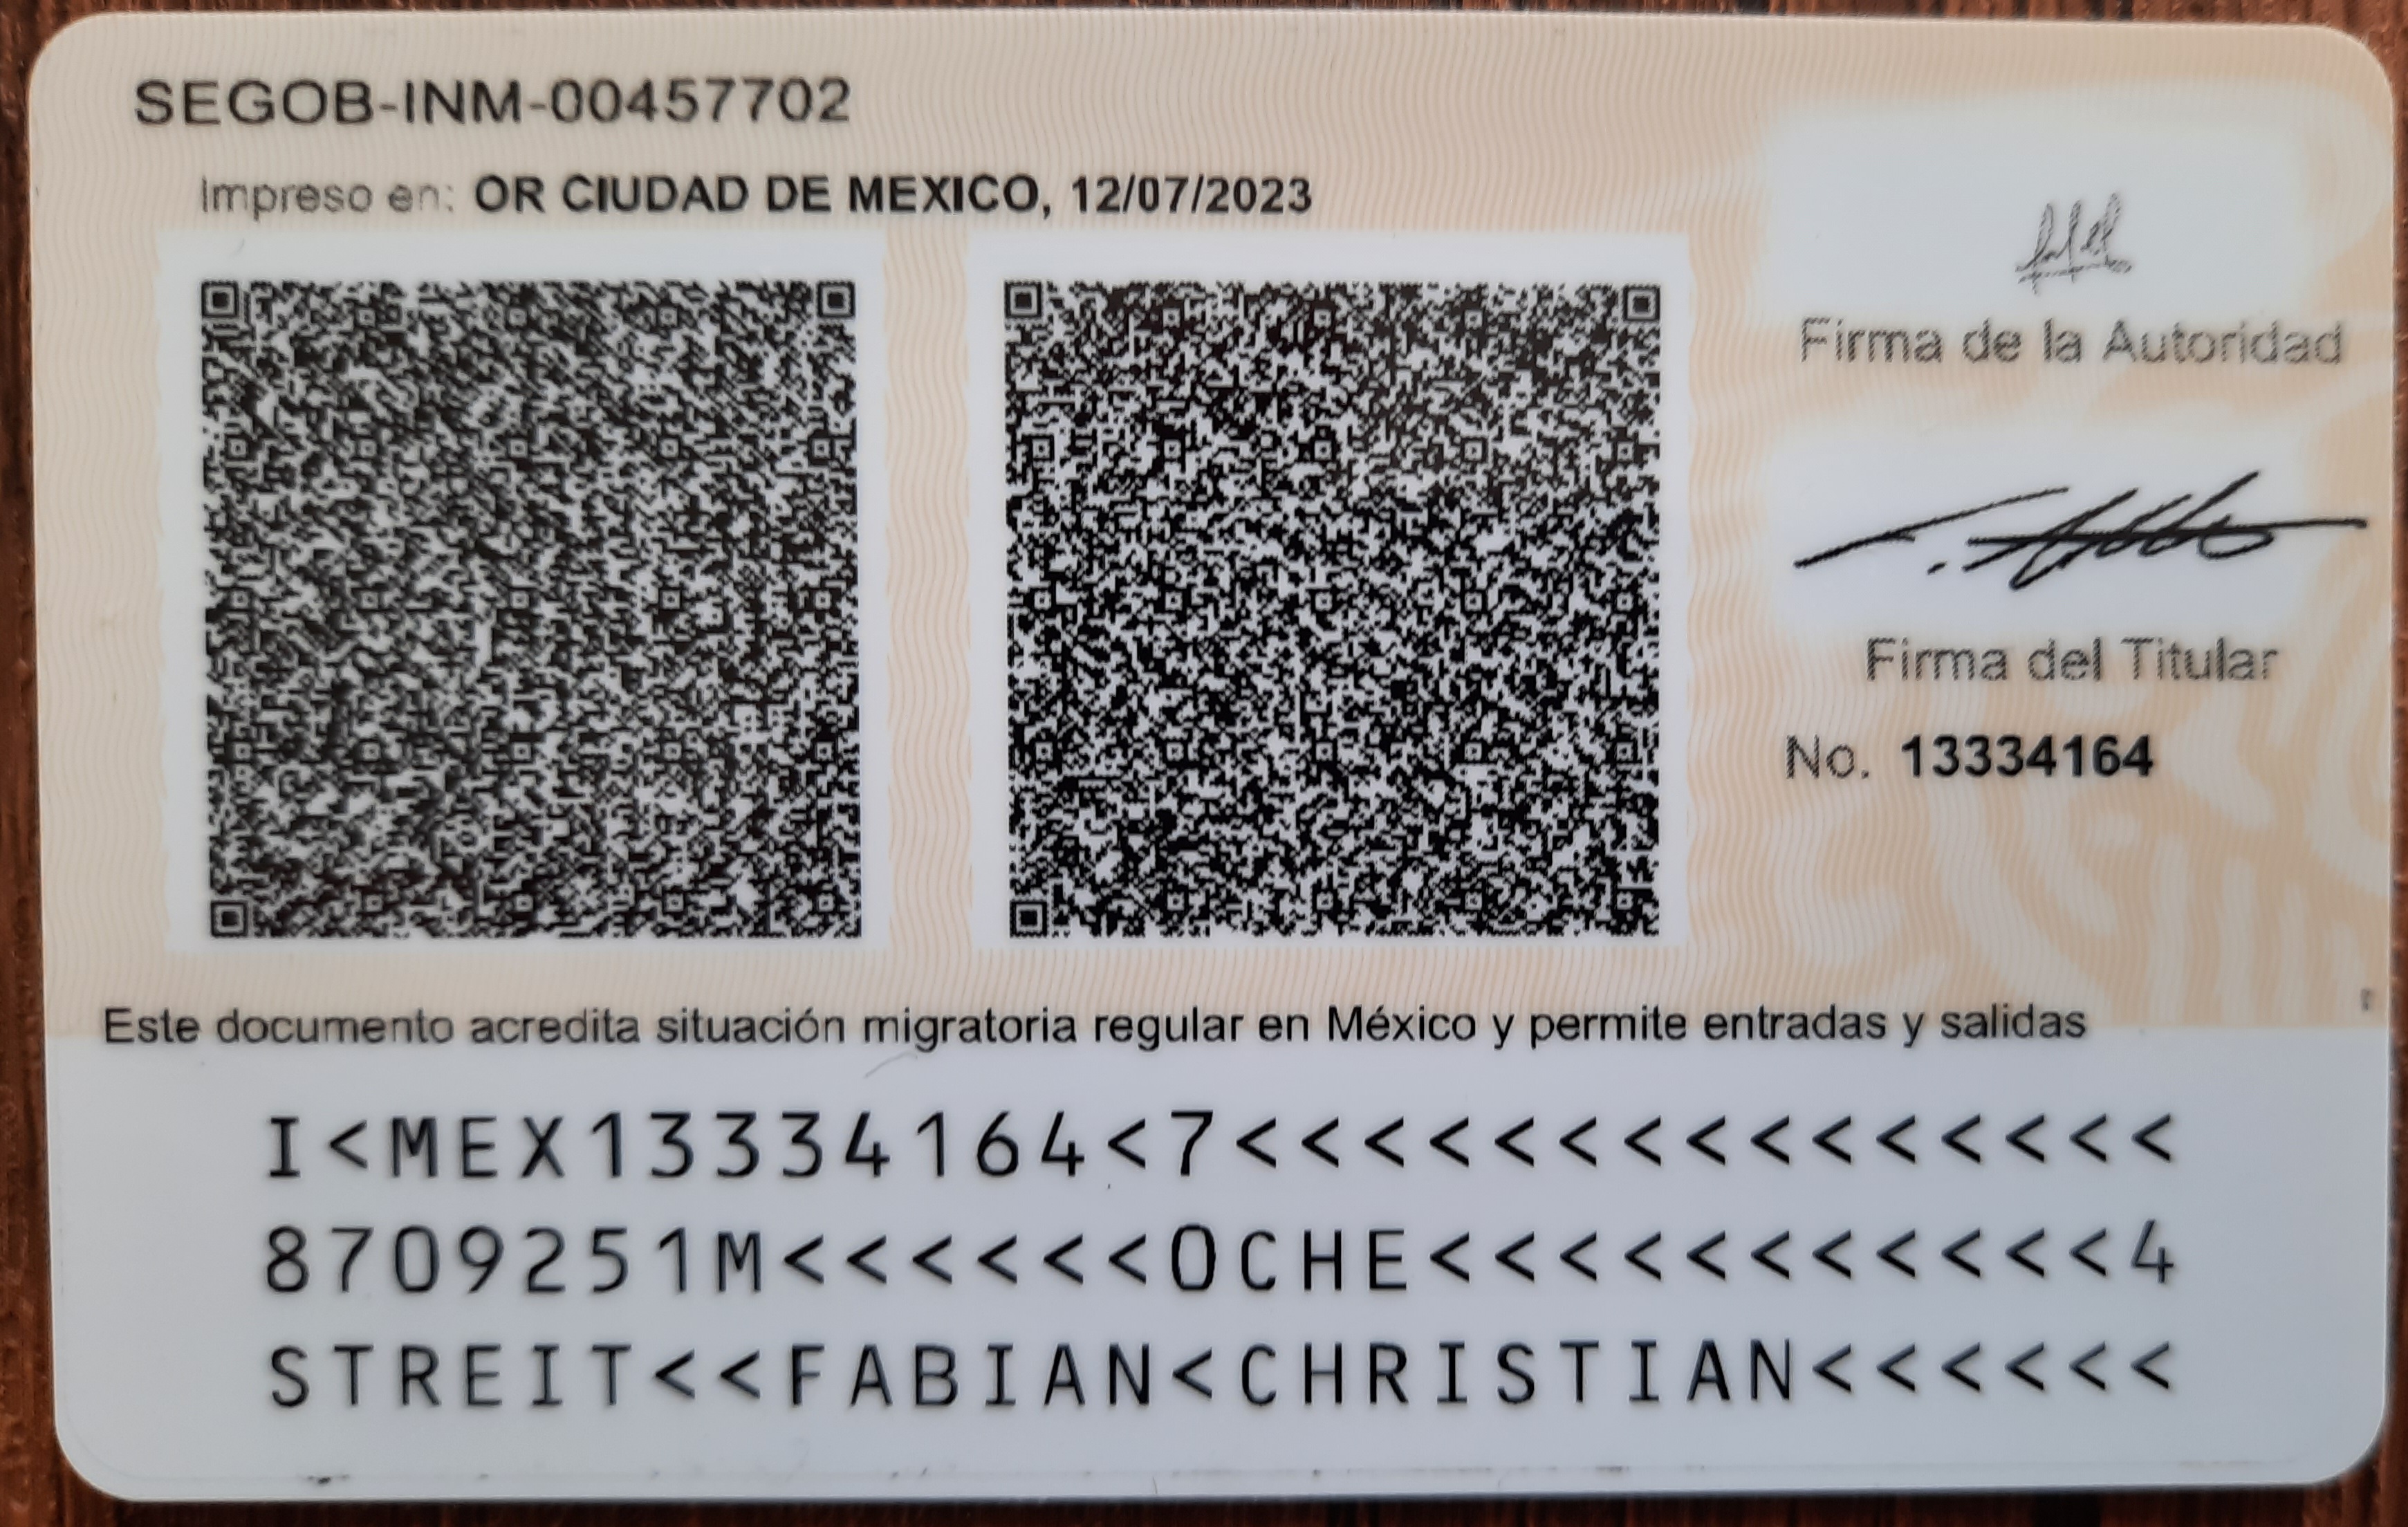 SEGOB-INM-00457702
Impreso en: OR CIUDAD DE MEXICO, 12/07/2023
Firma de la Autoridad
Firma del Titular
No. 13334164
Este documento acredita situación migratoria regular en México y permite entradas y salidas
I<MEX13334164<7<<<<<<<<<<<<<<<
8709251M<<<<<<OCHE<<<<<<<<<<<4
STREIT<<FABIAN<CHRISTIAN<<<<<<